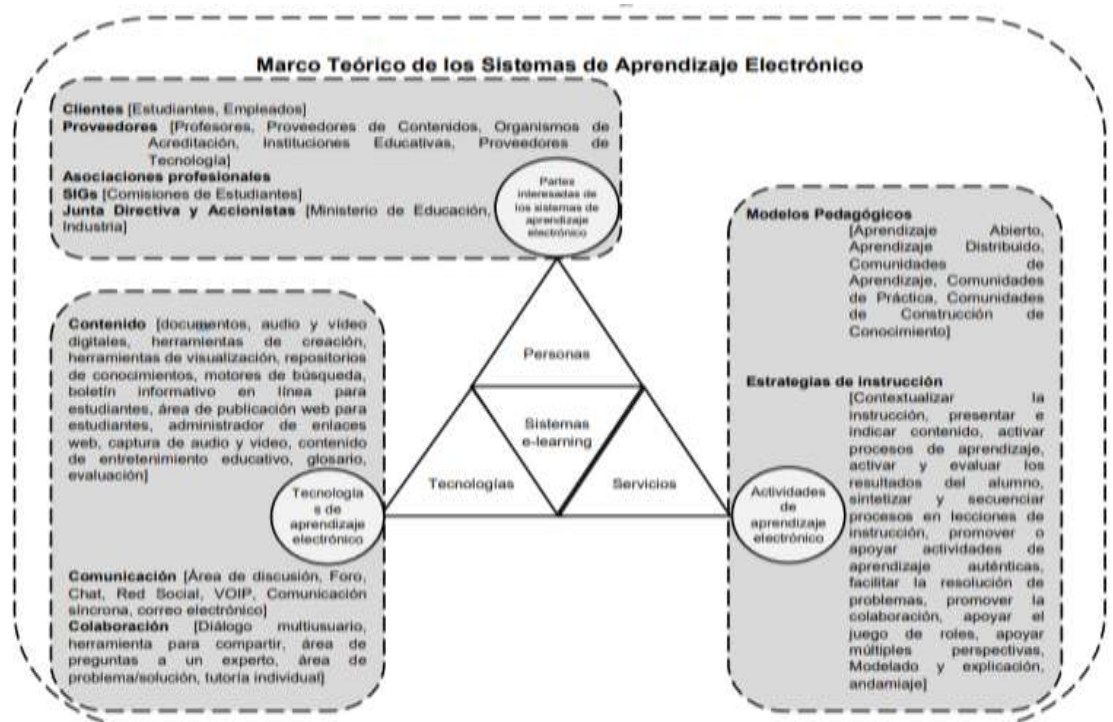 Marco Teórico de los Sistemas de Aprendizaje Electrónico
Clientes [Estudiantes, Empleados]
Proveedores [Profesores, Proveedores de Contenidos, Organismos de
Acreditación, Instituciones Educativas, Proveedores de
Tecnología]
Asociaciones profesionales
SIGs [Comisiones de Estudiantes]
Junta Directiva y Accionistas [Ministerio de Educación,
Industria]
Partes
interesadas de
los sistemas de
aprendizaje
electrónico
Personas
Sistemas
e-learning
Tecnologías
Servicios
Contenido [documentos, audio y vídeo
digitales, herramientas de creación,
herramientas de visualización, repositorios
de conocimientos, motores de búsqueda,
boletín informativo en línea para
estudiantes, área de publicación web para
estudiantes, administrador de enlaces
web, captura de audio y video, contenido
de entretenimiento educativo, glosario,
evaluación]
Tecnología
s de
aprendizaje
electrónico
Comunicación [Área de discusión, Foro,
Chat, Red Social, VOIP, Comunicación
síncrona, correo electrónico]
Colaboración [Diálogo multiusuario,
herramienta para compartir, área de
preguntas a un experto, área de
problema/solución, tutoría individual]
Modelos Pedagógicos
[Aprendizaje Abierto,
Aprendizaje Distribuido,
Comunidades de
Aprendizaje, Comunidades
de Práctica, Comunidades
de Construcción de
Conocimiento]
Estrategias de instrucción
[Contextualizar la
instrucción, presentar e
indicar contenido, activar
procesos de aprendizaje,
activar y evaluar los
resultados del alumno,
sintetizar y secuenciar
procesos en lecciones de
instrucción, promover o
apoyar actividades de
aprendizaje auténticas,
facilitar la resolución de
problemas, promover la
colaboración, apoyar el
juego de roles, apoyar
múltiples perspectivas,
Modelado y explicación,
andamiaje]
Actividades
de
aprendizaje
electrónico